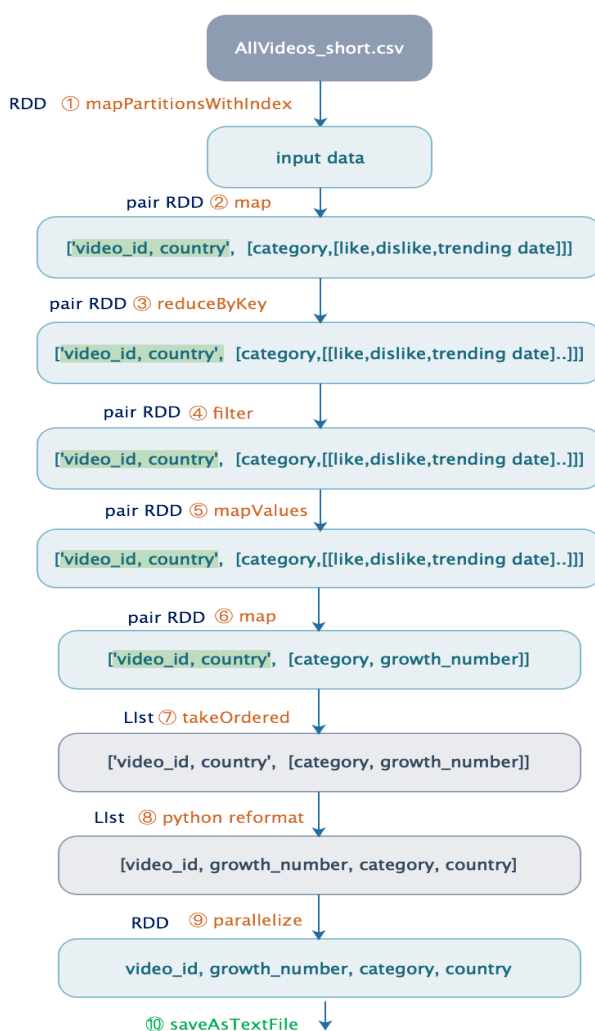 AllVideos_short.csv
RDD ① mapPartitionsWithIndex
input data
pair RDD ② map
['video_id, country', [category,[like,dislike,trending date]]]
pair RDD ③ reduceByKey
['video_id, country', [category,[[like,dislike,trending date]..]]]
pair RDD ④ filter
['video_id, country', [category,[[like,dislike,trending date]..]]]
pair RDD ⑤ mapValues
['video_id, country', [category,[[like,dislike,trending date]..]]]
pair RDD ⑥ map
['video_id, country', [category, growth_number]]
LIst ⑦ takeOrdered
['video_id, country', [category, growth_number]]
LIst ⑧ python reformat
[video_id, growth_number, category, country]
RDD ⑨ parallelize
video_id, growth_number, category, country
⑩ saveAsTextFile